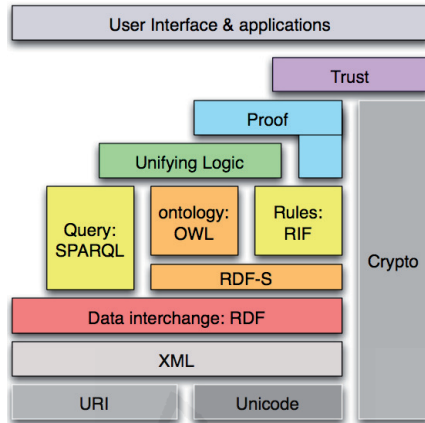 User Interface & applications
Trust
Proof
Unifying Logic
Query:
SPARQL
ontology:
OWL
Rules:
RIF
Crypto
RDF-S
Data interchange: RDF
XML
URI
Unicode